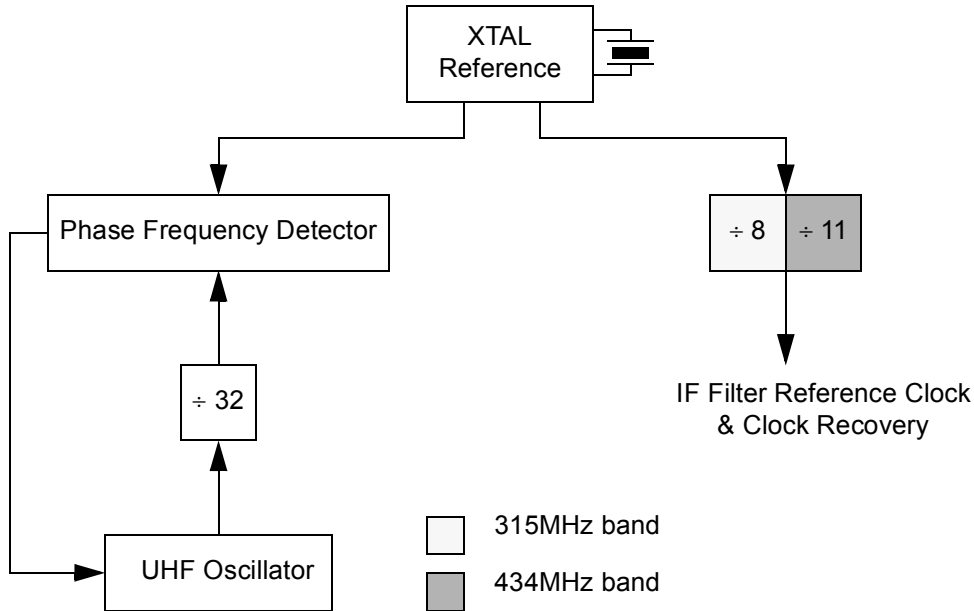 XTAL
Reference
Phase Frequency Detector
÷ 8
÷ 11
÷ 32
IF Filter Reference Clock
& Clock Recovery
UHF Oscillator
315MHz band
434MHz band